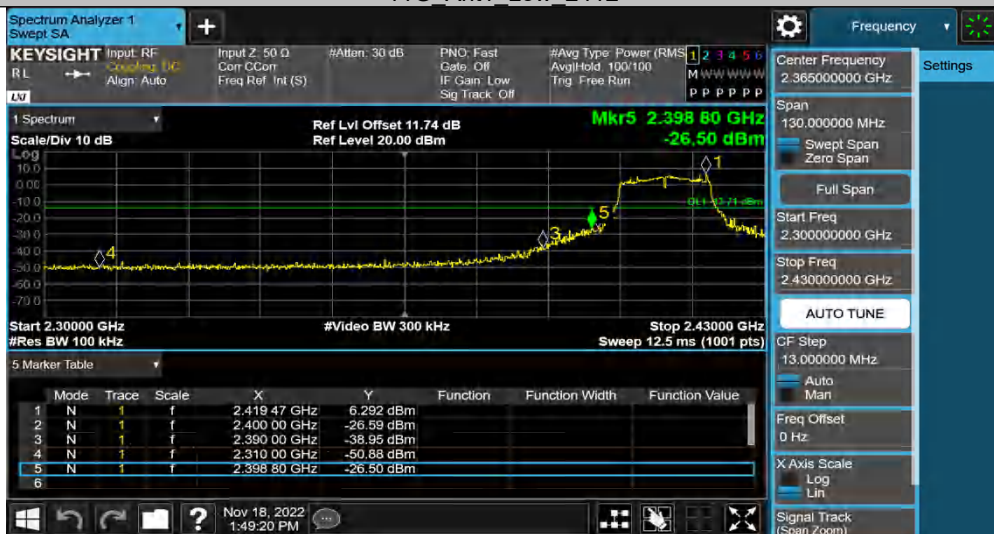 Spectrum Analyzer 1
Swept SA
+
Frequency
KEYSIGHT
Input: RF
Coupling: DC
Align: Auto
RL
LXI
Input Z: 50 Ω
Corr CCorr
Freq Ref: Int (S)
#Atten: 30 dB
PNO: Fast
Gate: Off
IF Gain: Low
Sig Track: Off
#Avg Type: Power (RMS
Avg|Hold: 100/100
Trig: Free Run
1 2 3 4 5 6
M W W W W W
P P P P P P
Center Frequency
2.365000000 GHz
Settings
1 Spectrum
Scale/Div 10 dB
Ref Lvl Offset 11.74 dB
Ref Level 20.00 dBm
Mkr5 2.398 80 GHz
-26.50 dBm
Span
130.000000 MHz
Swept Span
Zero Span
Full Span
Log
10.0
0.00
-10.0
-20.0
-30.0
-40.0
-50.0
-60.0
-70.0
1
DL1 -13.71 dBm
5
3
4
Start Freq
2.300000000 GHz
Stop Freq
2.430000000 GHz
AUTO TUNE
Start 2.30000 GHz
#Res BW 100 kHz
#Video BW 300 kHz
Stop 2.43000 GHz
Sweep 12.5 ms (1001 pts)
CF Step
13.000000 MHz
Auto
Man
5 Marker Table
Mode Trace Scale X Y Function Function Width Function Value
1 N 1 f 2.419 47 GHz 6.292 dBm
2 N 1 f 2.400 00 GHz -26.59 dBm
3 N 1 f 2.390 00 GHz -38.95 dBm
4 N 1 f 2.310 00 GHz -50.88 dBm
5 N 1 f 2.398 80 GHz -26.50 dBm
6
Freq Offset
0 Hz
X Axis Scale
Log
Lin
Signal Track
(Span Zoom)
?
Nov 18, 2022
1:49:20 PM